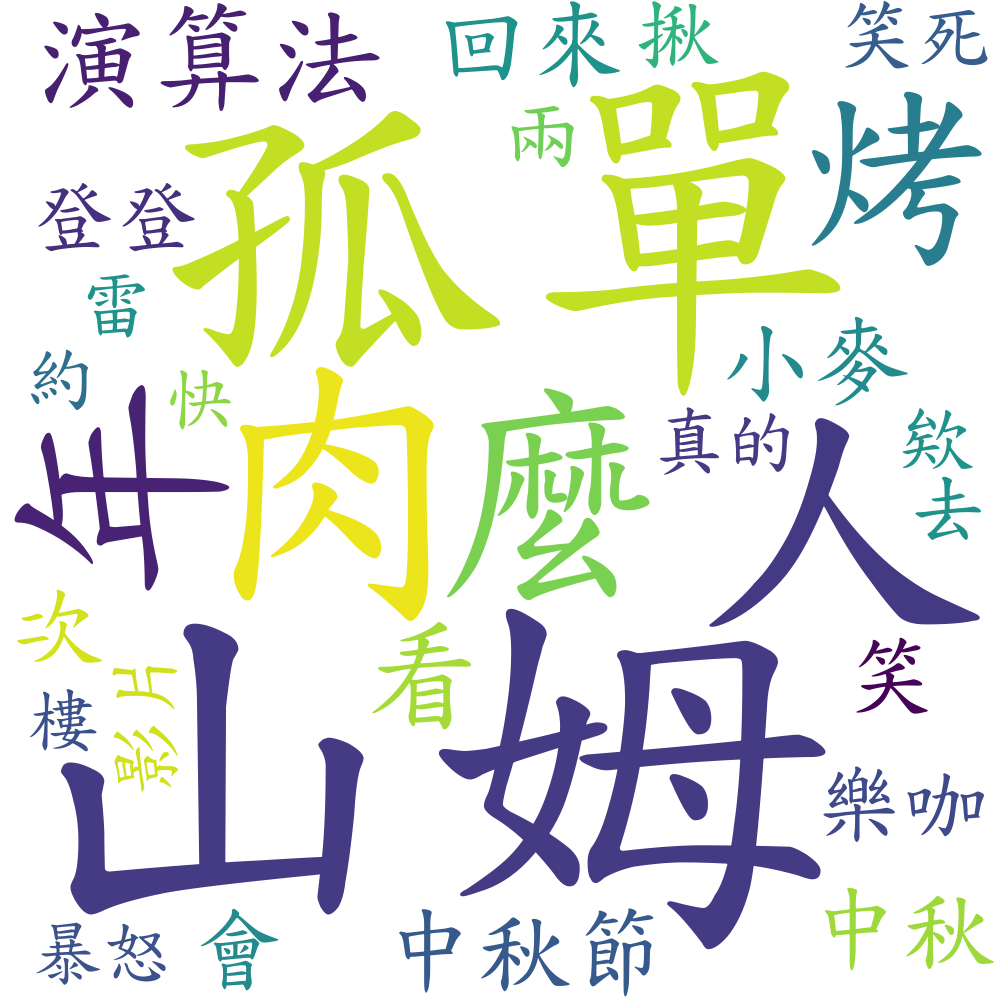 演算法
回來
揪
笑死
孤單
兩
烤
登登
雷
小麥
約
快
年
肉
麼
真的
人
欸
去
次
影片
看
笑
山姆
樓
樂咖
暴怒
會
中秋節
中秋